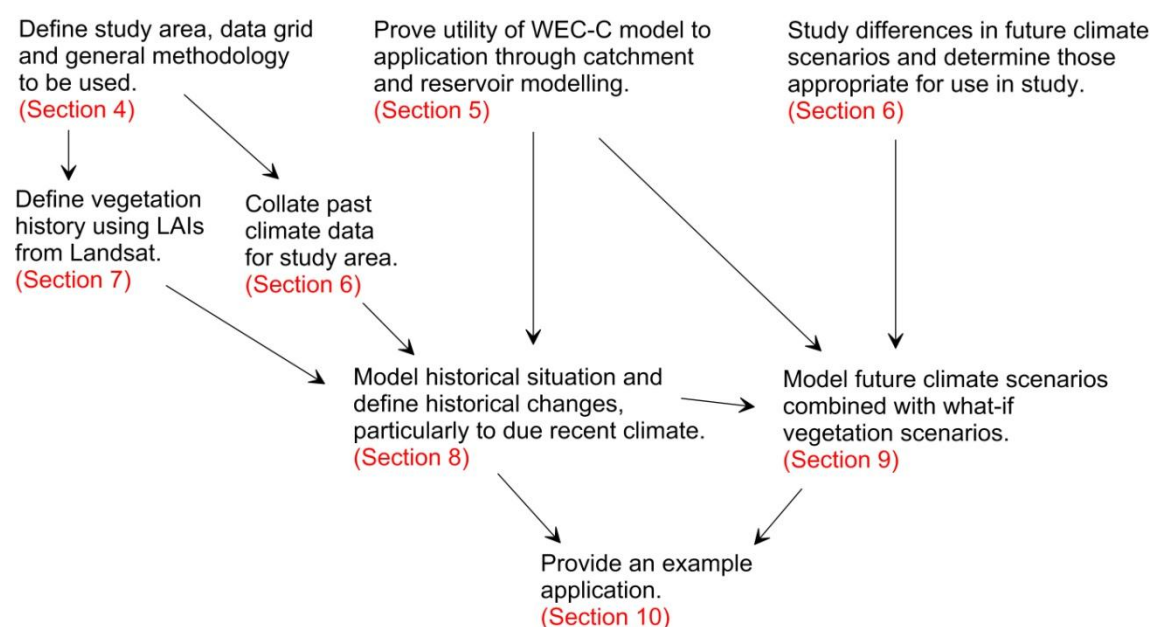 Define study area, data grid
and general methodology
to be used.
(Section 4)
Prove utility of WEC-C model to
application through catchment
and reservoir modelling.
(Section 5)
Study differences in future climate
scenarios and determine those
appropriate for use in study.
(Section 6)
Define vegetation
history using LAIs
from Landsat.
(Section 7)
Collate past
climate data
for study area.
(Section 6)
Model historical situation and
define historical changes,
particularly to due recent climate.
(Section 8)
Model future climate scenarios
combined with what-if
vegetation scenarios.
(Section 9)
Provide an example
application.
(Section 10)